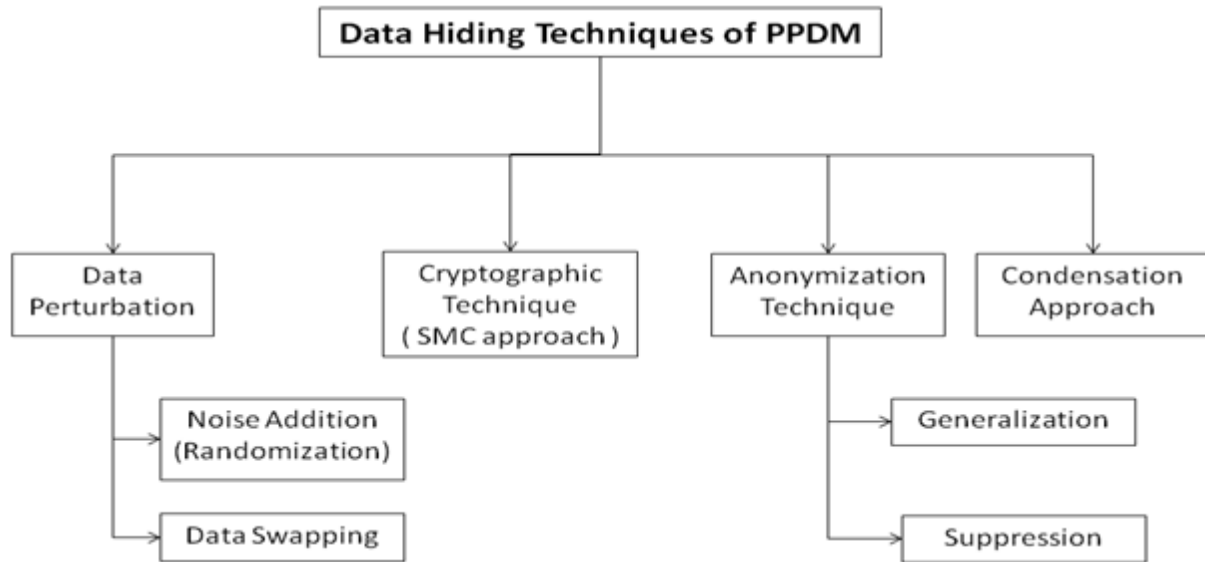 Data Hiding Techniques of PPDM
Data
Perturbation
Cryptographic
Technique
( SMC approach )
Anonymization
Technique
Condensation
Approach
Noise Addition
(Randomization)
Data Swapping
Generalization
Suppression